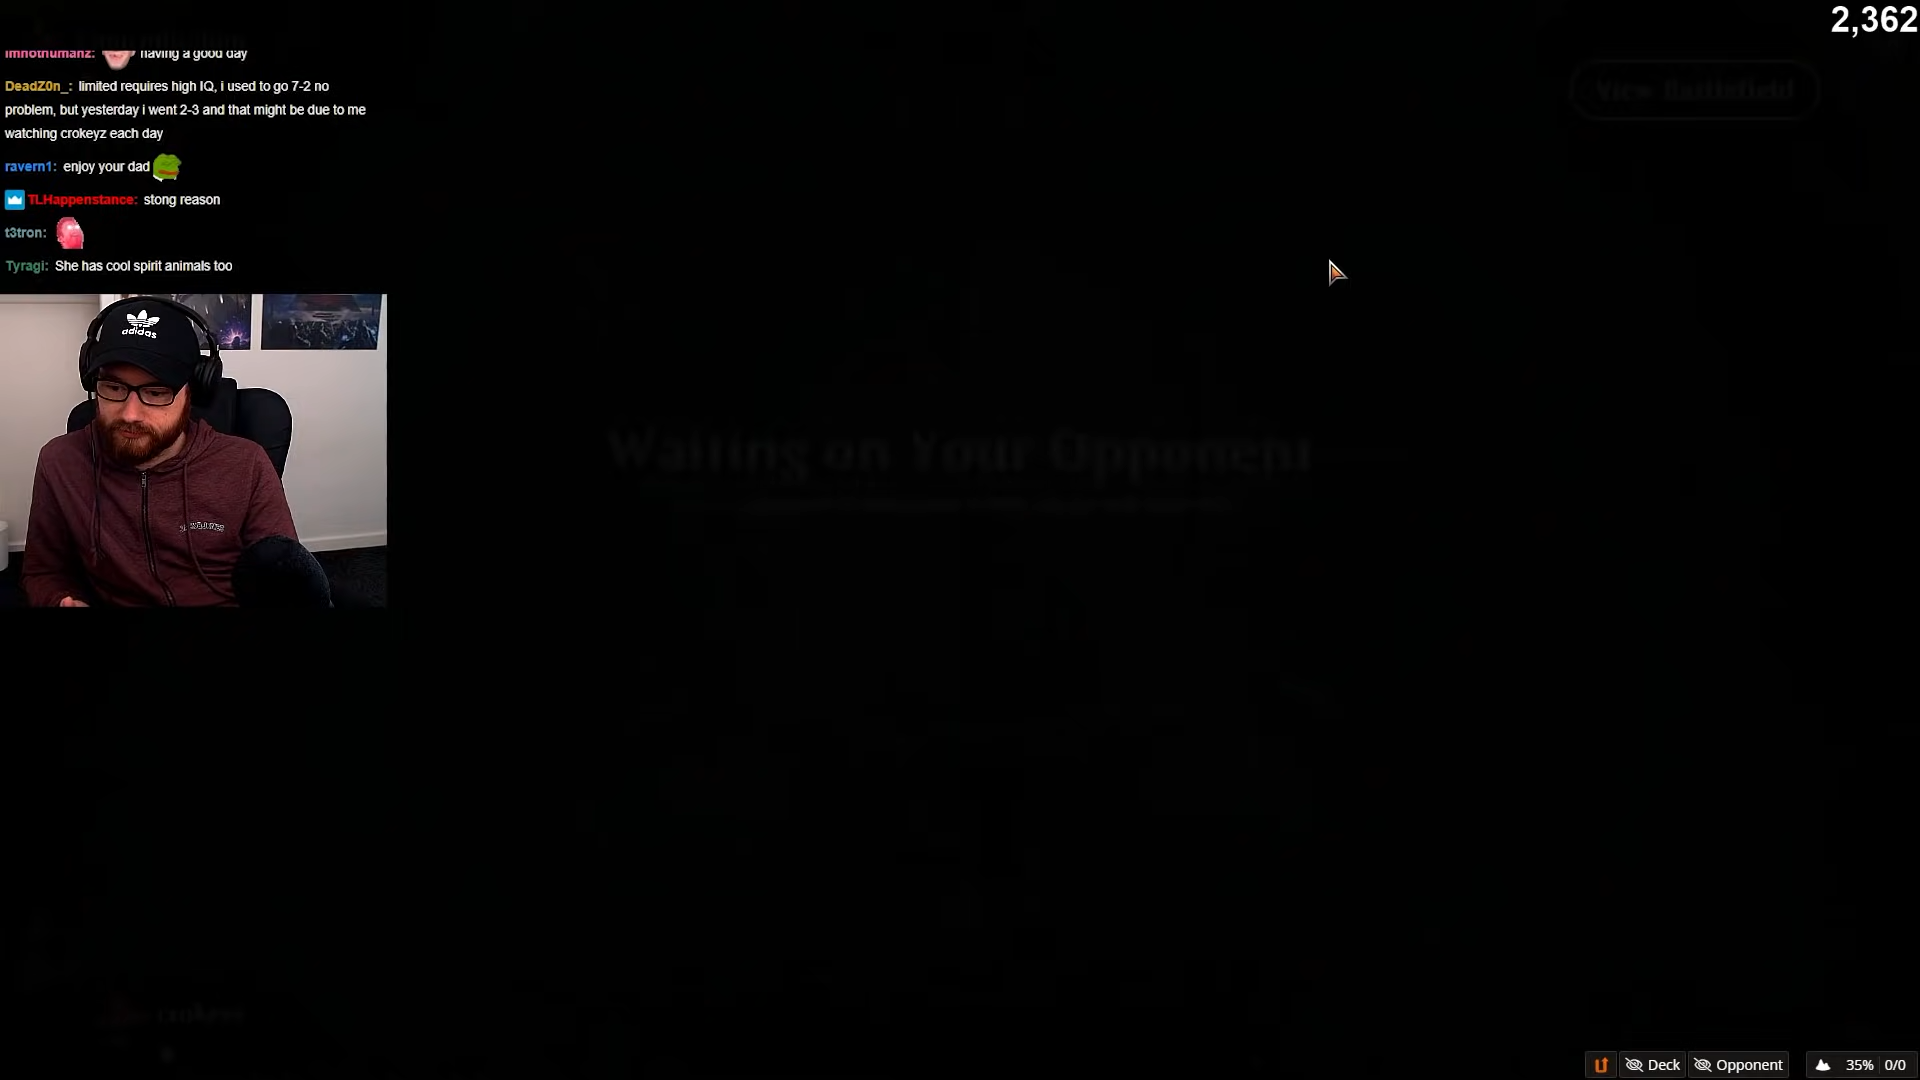 2,362
imnothumanz: having a good day
View Battlefield
DeadZ0n_: limited requires high IQ, i used to go 7-2 no
problem, but yesterday i went 2-3 and that might be due to me
watching crokeyz each day
ravern1: enjoy your dad
TLHappenstance: stong reason
t3tron:
Tyragi: She has cool spirit animals too
adidas
Waiting on Your Opponent
crokeyz
Deck
Opponent
35% 0/0